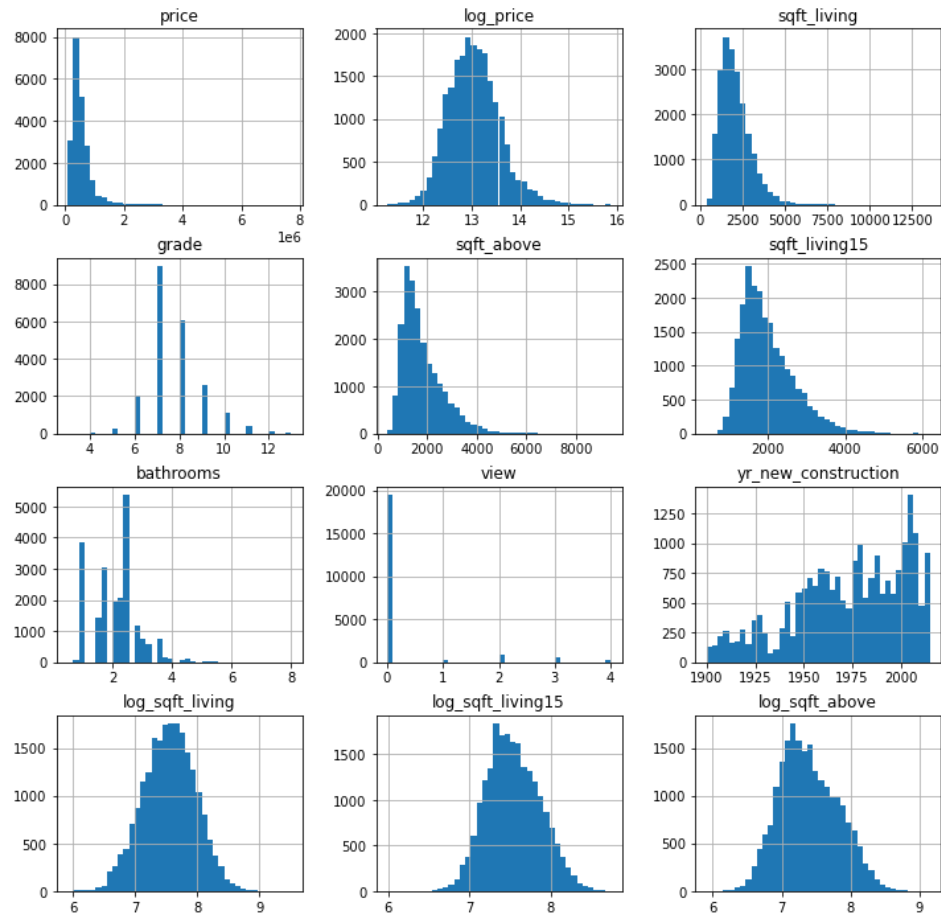 price
log_price
sqft_living
8000
6000
4000
2000
0
0 2 4 6 8
1e6
2000
1500
1000
500
0
12 13 14 15 16
3000
2000
1000
0
0 2500 5000 7500 10000 12500
grade
sqft_above
sqft_living15
8000
6000
4000
2000
0
4 6 8 10 12
3000
2000
1000
0
0 2000 4000 6000 8000
2500
2000
1500
1000
500
0
2000 4000 6000
bathrooms
view
yr_new_construction
5000
4000
3000
2000
1000
0
2 4 6 8
20000
15000
10000
5000
0
0 1 2 3 4
1250
1000
750
500
250
0
1900 1925 1950 1975 2000
log_sqft_living
log_sqft_living15
log_sqft_above
1500
1000
500
0
6 7 8 9
1500
1000
500
0
6 7 8
1500
1000
500
0
6 7 8 9